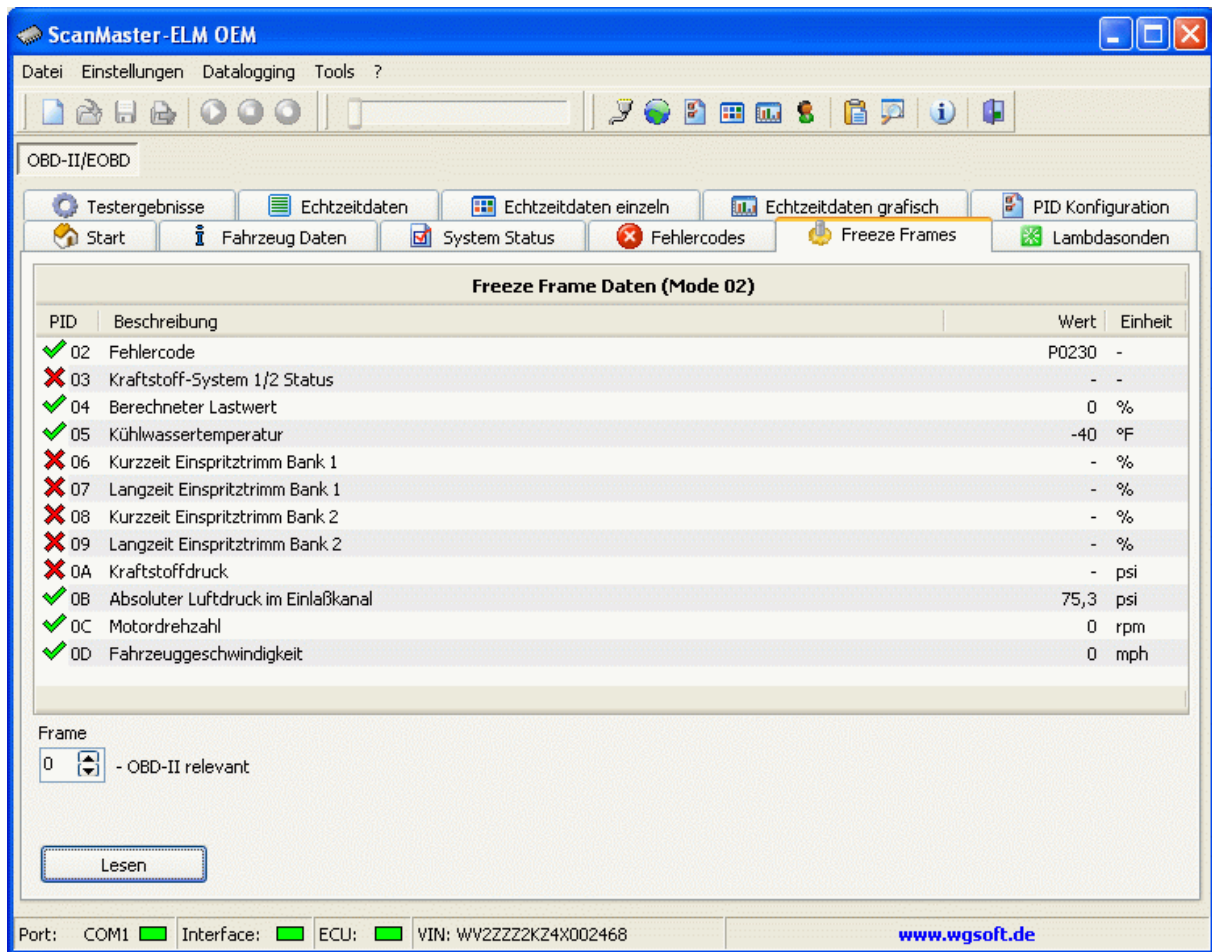 ScanMaster-ELM OEM
Datei Einstellungen Datalogging Tools ?
OBD-II/EOBD
Testergebnisse Echtzeitdaten Echtzeitdaten einzeln Echtzeitdaten grafisch PID Konfiguration
Start Fahrzeug Daten System Status Fehlercodes Freeze Frames Lambdasonden
Freeze Frame Daten (Mode 02)
PID Beschreibung Wert Einheit
02 Fehlercode P0230 -
03 Kraftstoff-System 1/2 Status - -
04 Berechneter Lastwert 0 %
05 Kühlwassertemperatur -40 °F
06 Kurzzeit Einspritztrimm Bank 1 - %
07 Langzeit Einspritztrimm Bank 1 - %
08 Kurzzeit Einspritztrimm Bank 2 - %
09 Langzeit Einspritztrimm Bank 2 - %
0A Kraftstoffdruck - psi
0B Absoluter Luftdruck im Einlaßkanal 75,3 psi
0C Motordrehzahl 0 rpm
0D Fahrzeuggeschwindigkeit 0 mph
Frame
0 - OBD-II relevant
Lesen
Port: COM1 Interface: ECU: VIN: WV2ZZZ2KZ4X002468 www.wgsoft.de